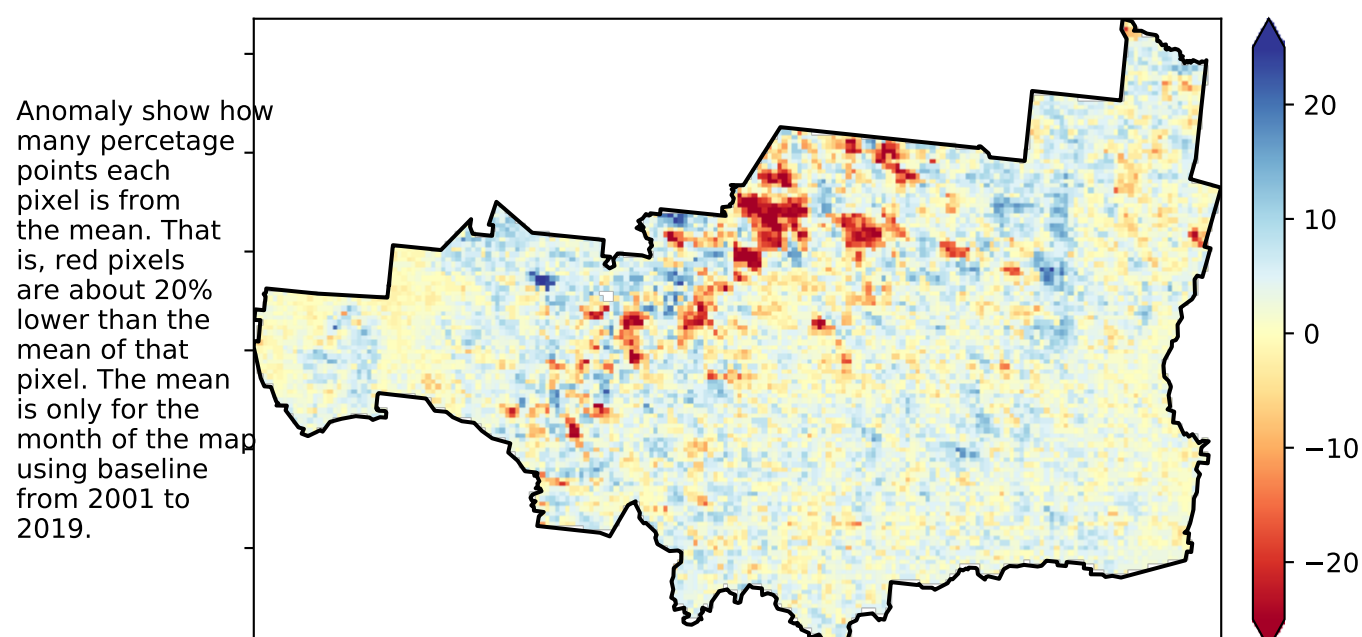 Anomaly show how
many percetage
points each
pixel is from
the mean. That
is, red pixels
are about 20%
lower than the
mean of that
pixel. The mean
is only for the
month of the map
using baseline
from 2001 to
2019.
20
10
0
−10
−20